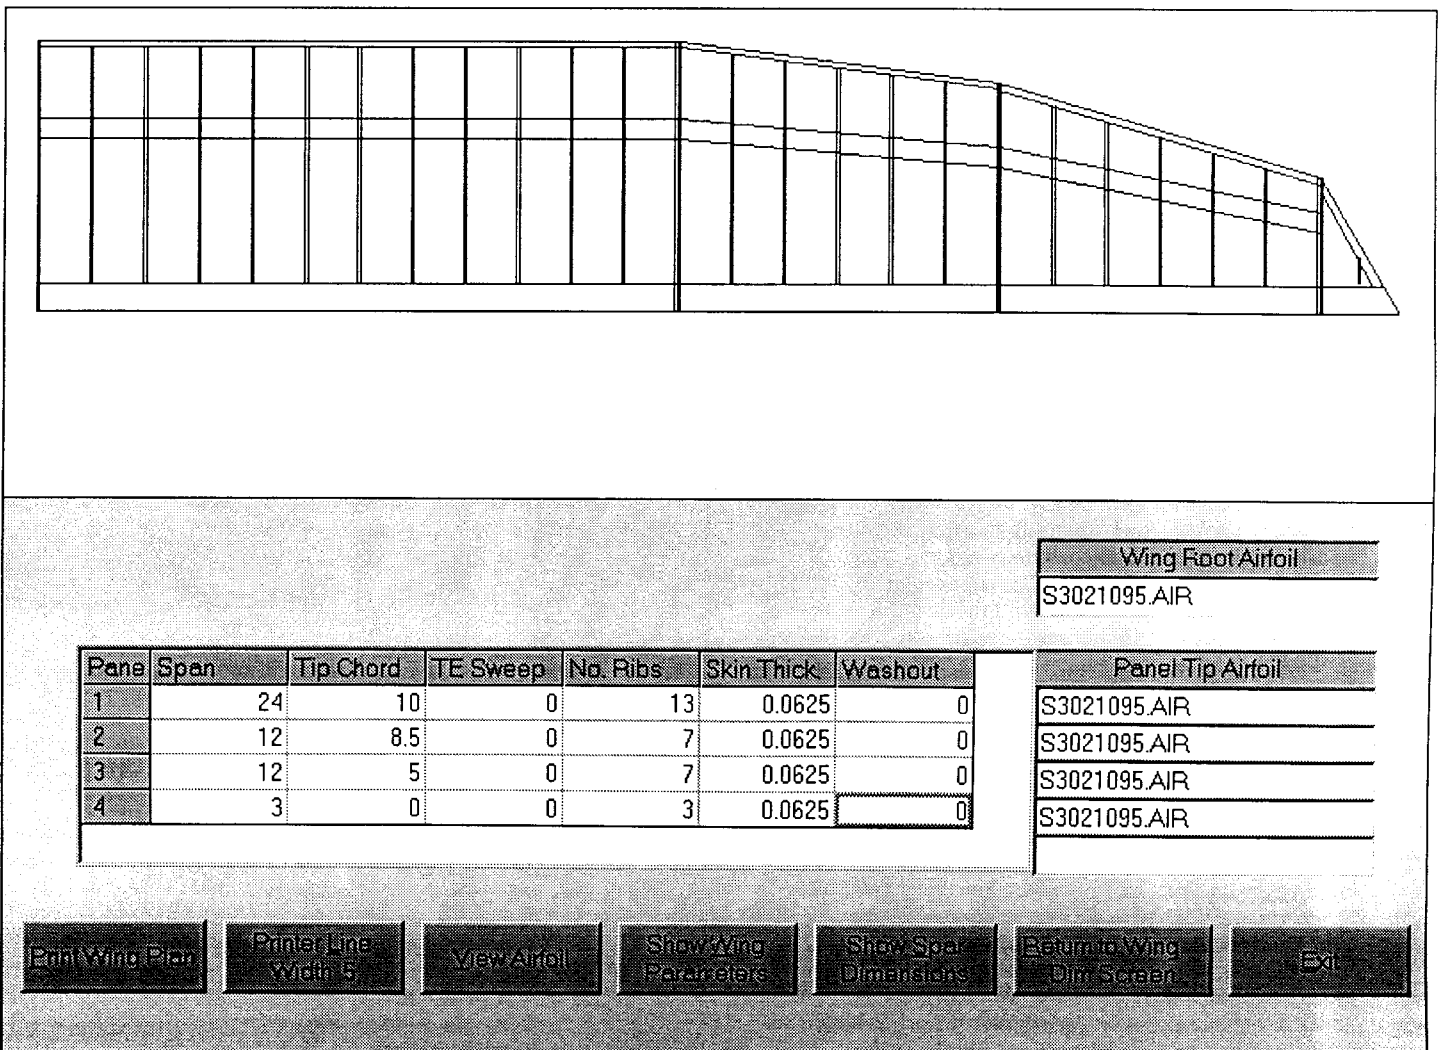 Wing Root Airfoil
S3021095.AIR
Pane Span Tip Chord TE Sweep No. Ribs Skin Thick. Washout
1 24 10 0 13 0.0625 0
2 12 8.5 0 7 0.0625 0
3 12 5 0 7 0.0625 0
4 3 0 0 3 0.0625 0
Panel Tip Airfoil
S3021095.AIR
S3021095.AIR
S3021095.AIR
S3021095.AIR
Print Wing Plan
Printer Line
Width 5
View Airfoil
Show Wing
Parameters
Show Spar
Dimensions
Return to Wing
Dim Screen
Exit